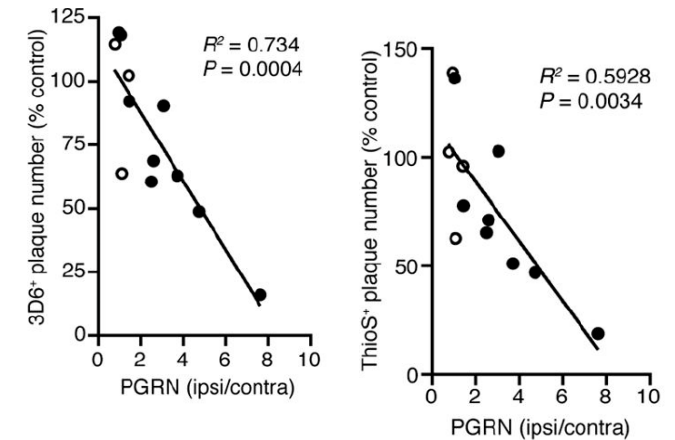 3D6⁺ plaque number (% control)
125
100
75
50
25
0
R² = 0.734
P = 0.0004
0 2 4 6 8 10
PGRN (ipsi/contra)
ThioS⁺ plaque number (% control)
150
100
50
0
R² = 0.5928
P = 0.0034
0 2 4 6 8 10
PGRN (ipsi/contra)